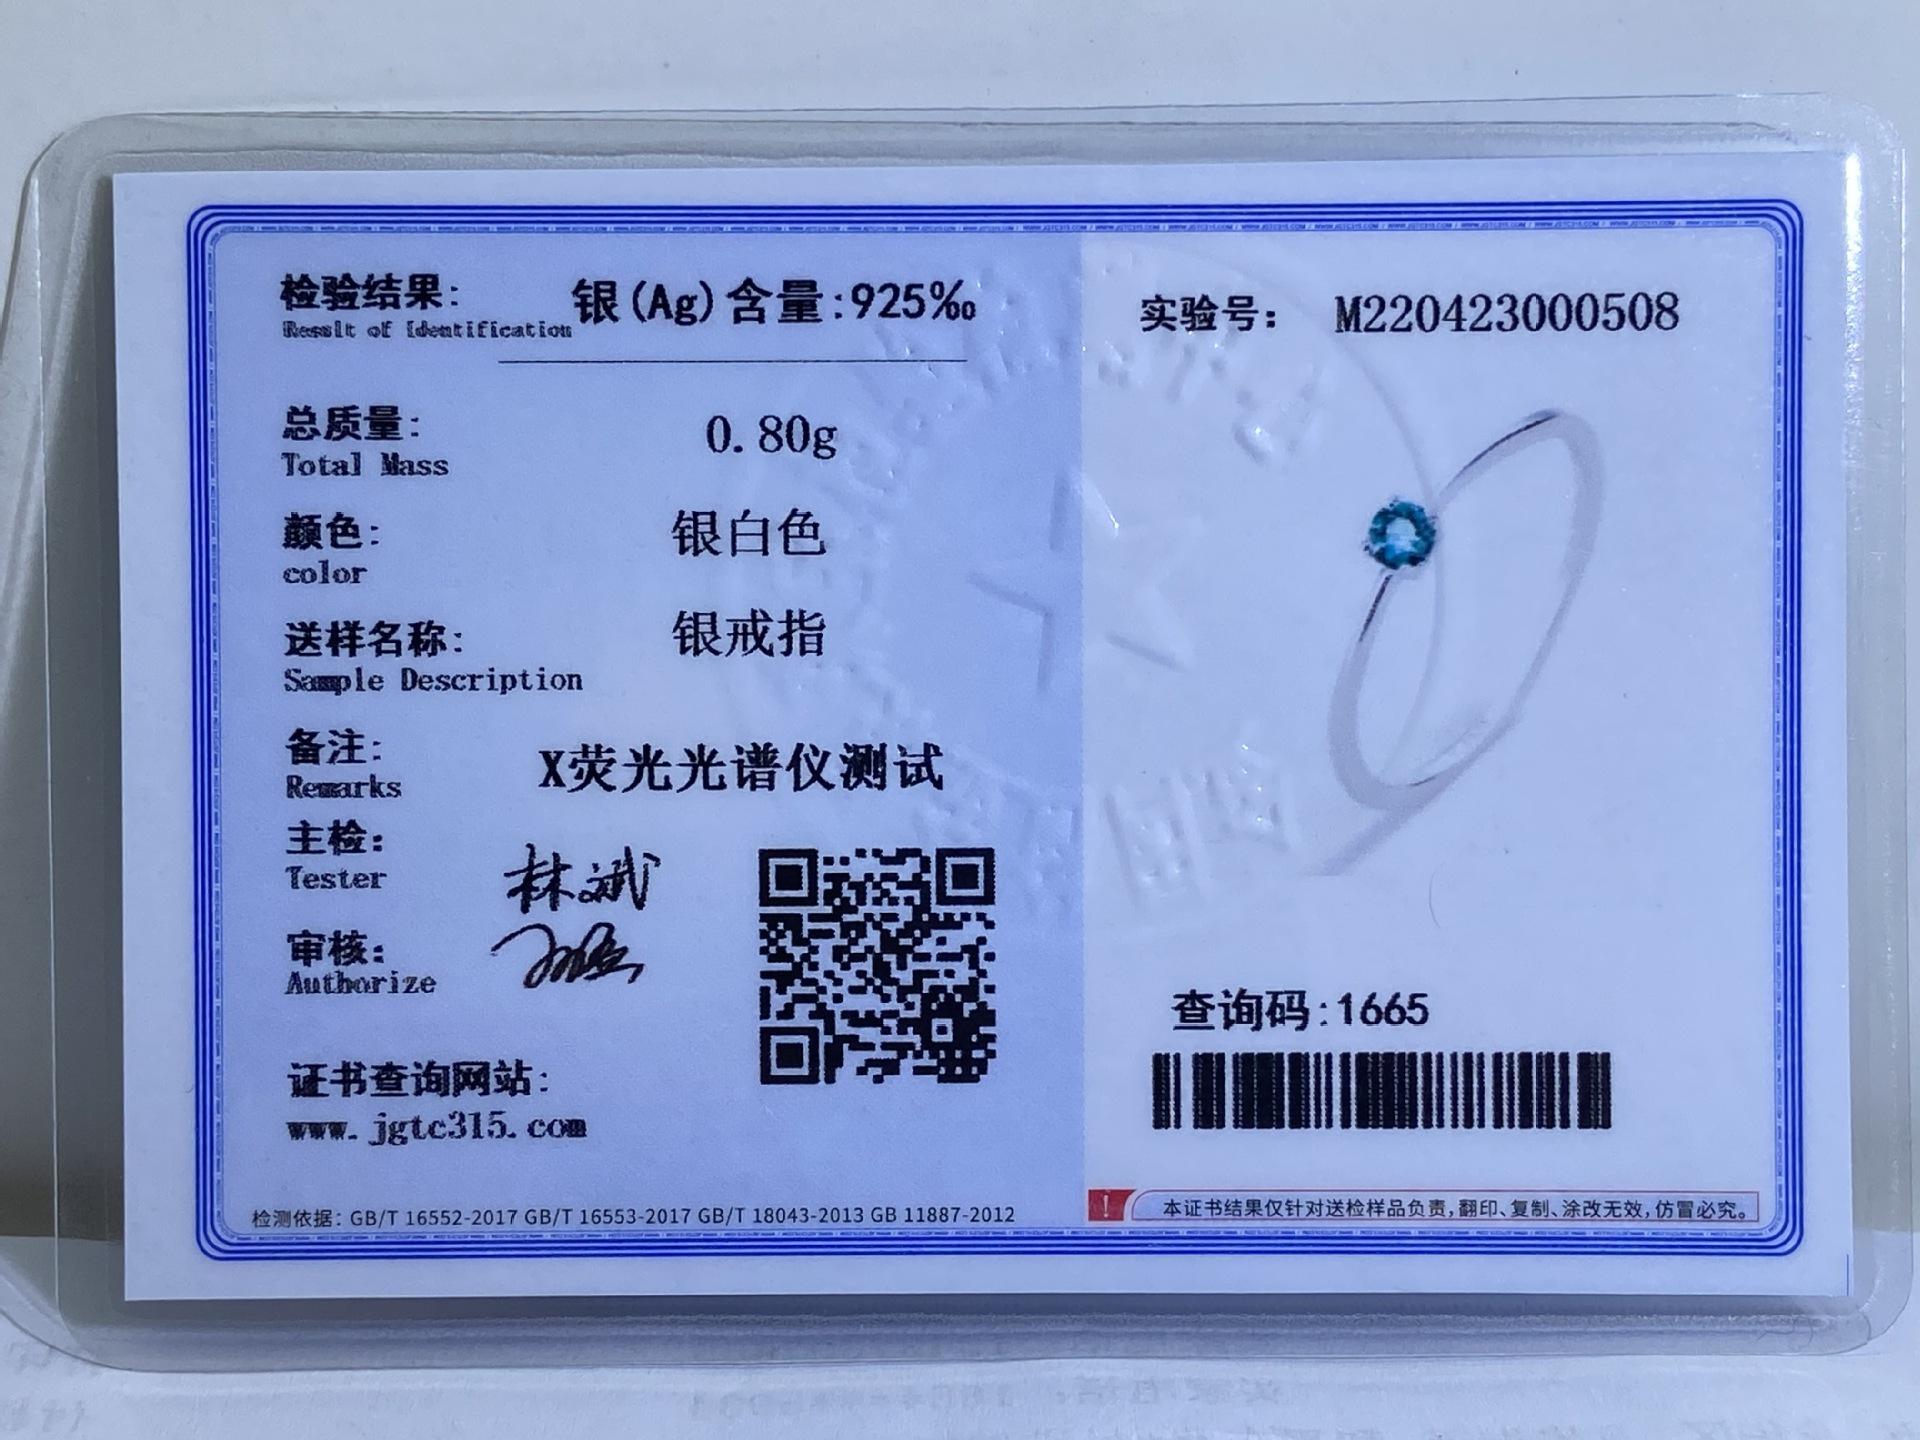 检验结果: 银(Ag)含量:925‰
Result of Identification
总质量: 0.80g
Total Mass
颜色: 银白色
color
送样名称: 银戒指
Sample Description
备注: X荧光光谱仪测试
Remarks
主检: 林斌
Tester
审核:
Authorize
证书查询网站:
www.jgtc315.com
检测依据: GB/T 16552-2017 GB/T 16553-2017 GB/T 18043-2013 GB 11887-2012
实验号: M220423000508
查询码:1665
! 本证书结果仅针对送检样品负责,翻印、复制、涂改无效,仿冒必究。